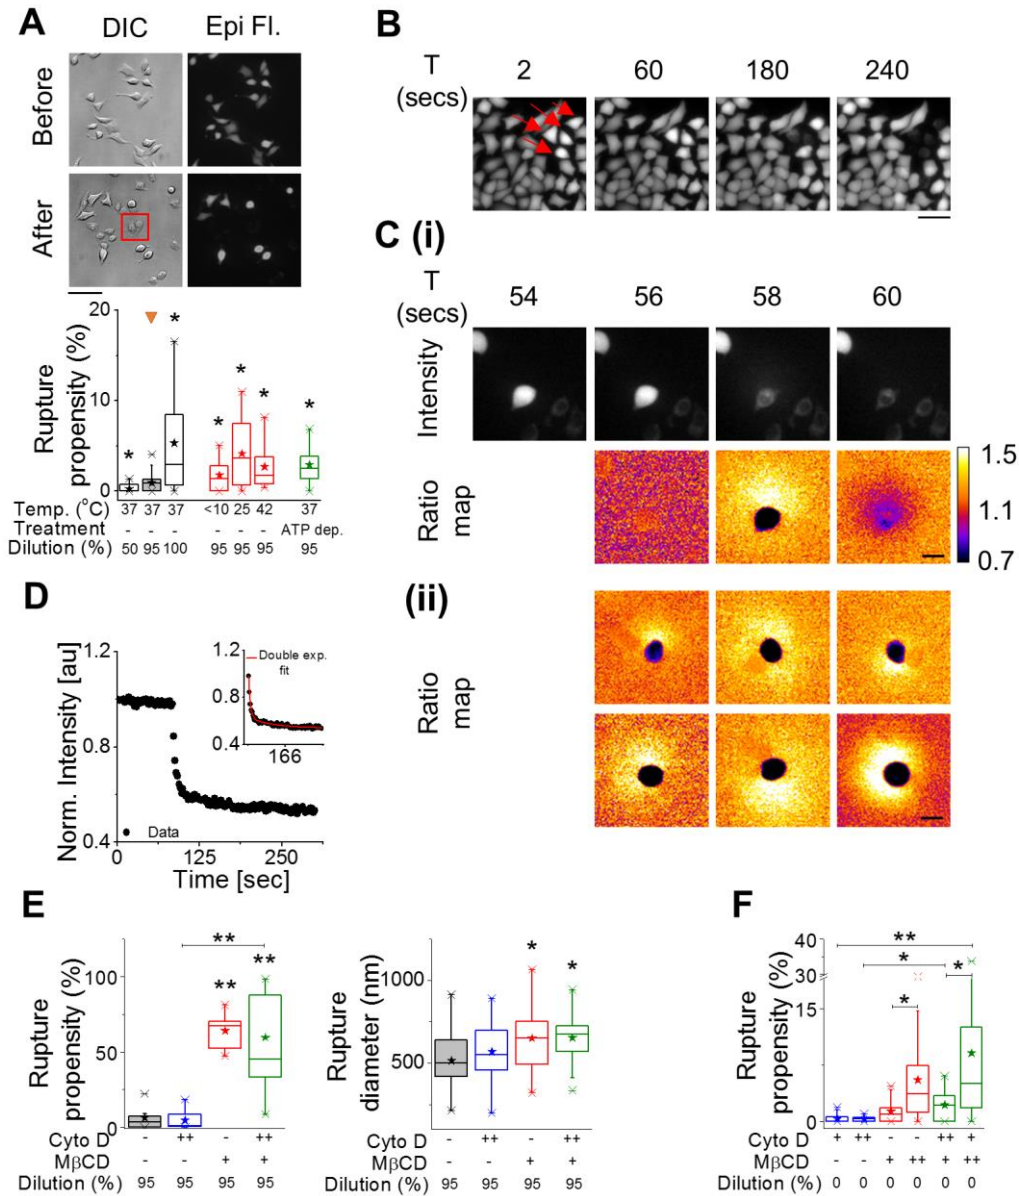 A
DIC Epi Fl.
Before
After
Rupture
propensity (%)
20
10
0
* * * * * *
*
Temp. (°C) 37 37 37 <10 25 42 37
Treatment - - - - - - ATP dep.
Dilution (%) 50 95 100 95 95 95 95
B
T
(secs)
2 60 180 240
C (i)
T
(secs)
54 56 58 60
Intensity
Ratio
map
1.5
1.1
0.7
(ii)
Ratio
map
D
Norm. Intensity [au]
1.2
0.8
0.4
0 125 250
Time [sec]
Data
1.2
0.8
0.4
166
Double exp.
fit
E
Rupture
propensity (%)
100
50
0
**
** **
Cyto D - ++ - ++
MβCD - - + +
Dilution (%) 95 95 95 95
Rupture
diameter (nm)
1000
500
* *
Cyto D - ++ - ++
MβCD - - + +
Dilution (%) 95 95 95 95
F
Rupture
propensity (%)
40
30
15
0
**
* *
*
Cyto D + ++ - - ++ +
MβCD - - + ++ + ++
Dilution (%) 0 0 0 0 0 0